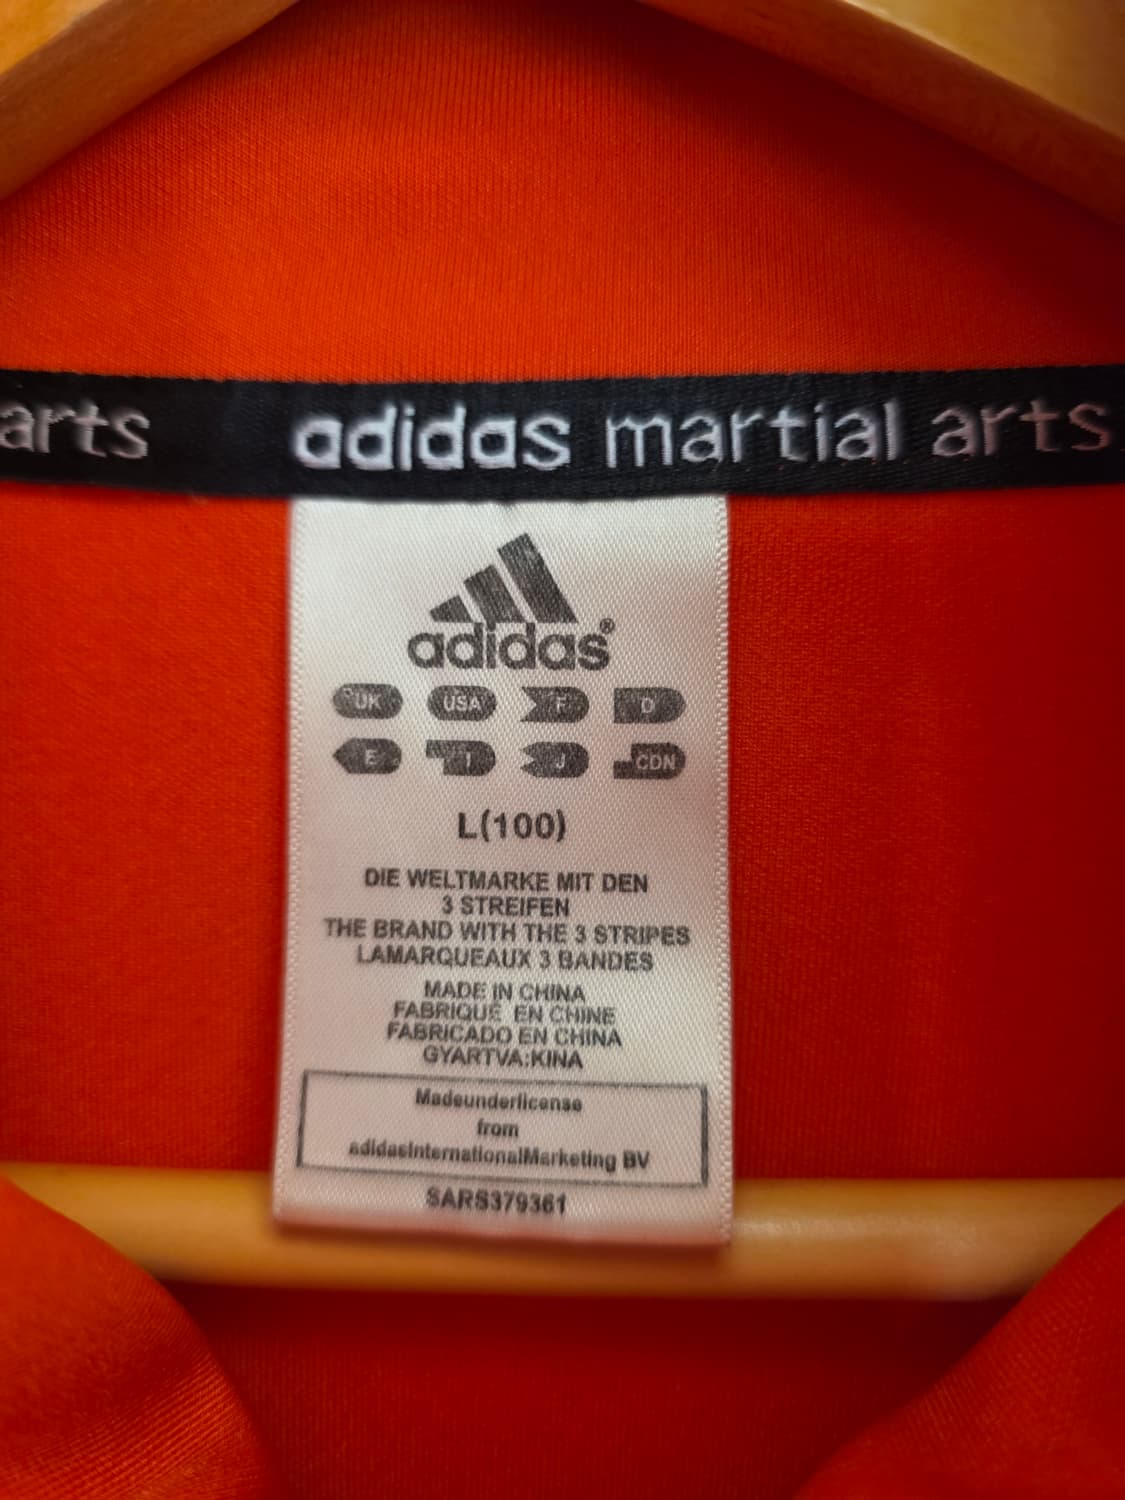 arts adidas martial arts
adidas®
UK USA F D
E I J CDN
L(100)
DIE WELTMARKE MIT DEN
3 STREIFEN
THE BRAND WITH THE 3 STRIPES
LAMARQUEAUX 3 BANDES
MADE IN CHINA
FABRIQUÉ EN CHINE
FABRICADO EN CHINA
GYARTVA:KINA
Madeunderlicense
from
adidasInternationalMarketing BV
SARS379361